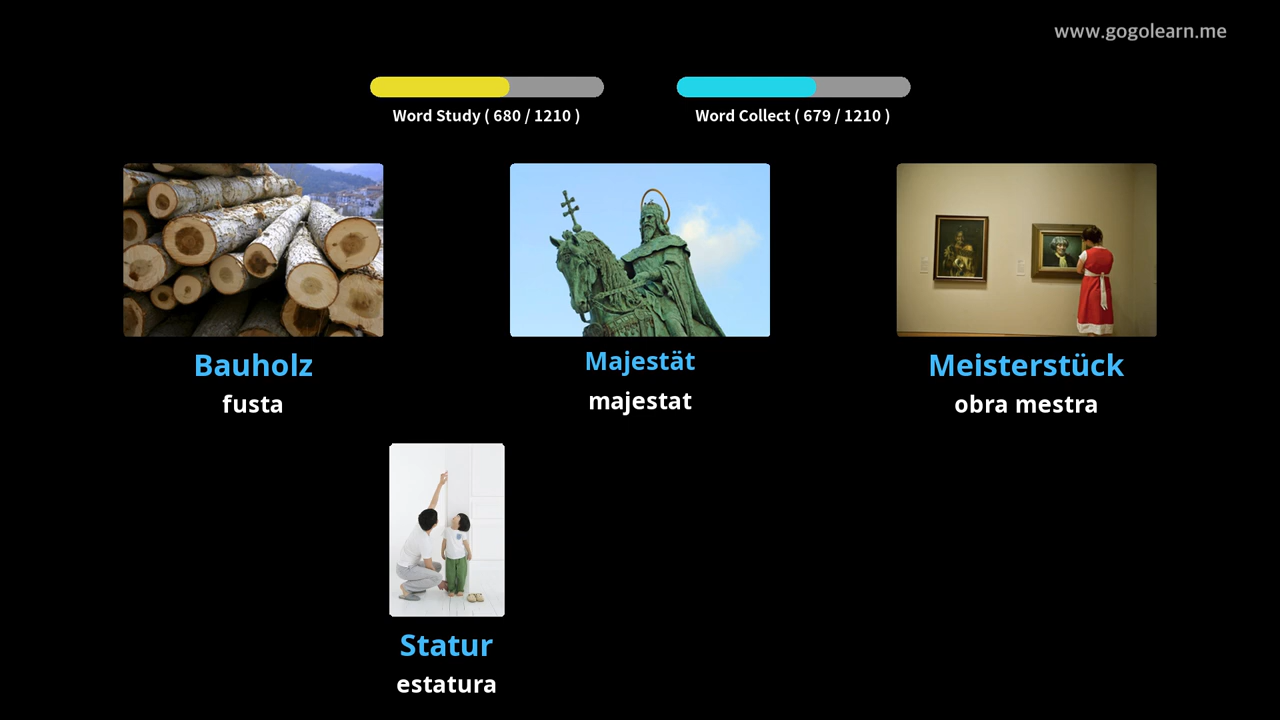 www.gogolearn.me
Word Study ( 680 / 1210 )
Word Collect ( 679 / 1210 )
Bauholz
Majestät
Meisterstück
fusta
majestat
obra mestra
Statur
estatura